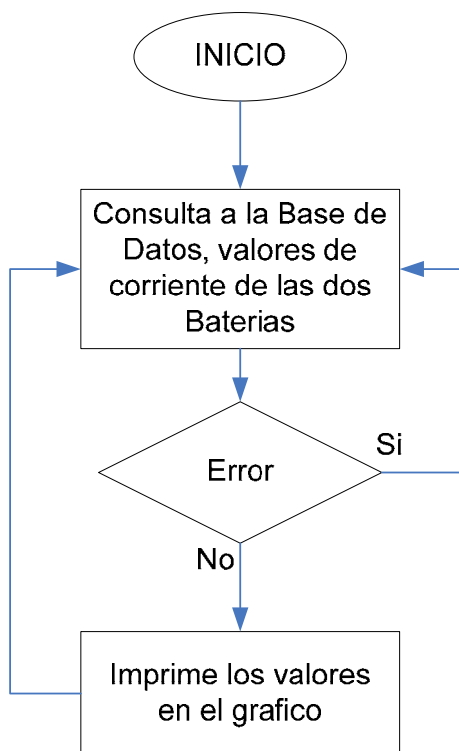 INICIO
Consulta a la Base de
Datos, valores de
corriente de las dos
Baterias
Error
Si
No
Imprime los valores
en el grafico